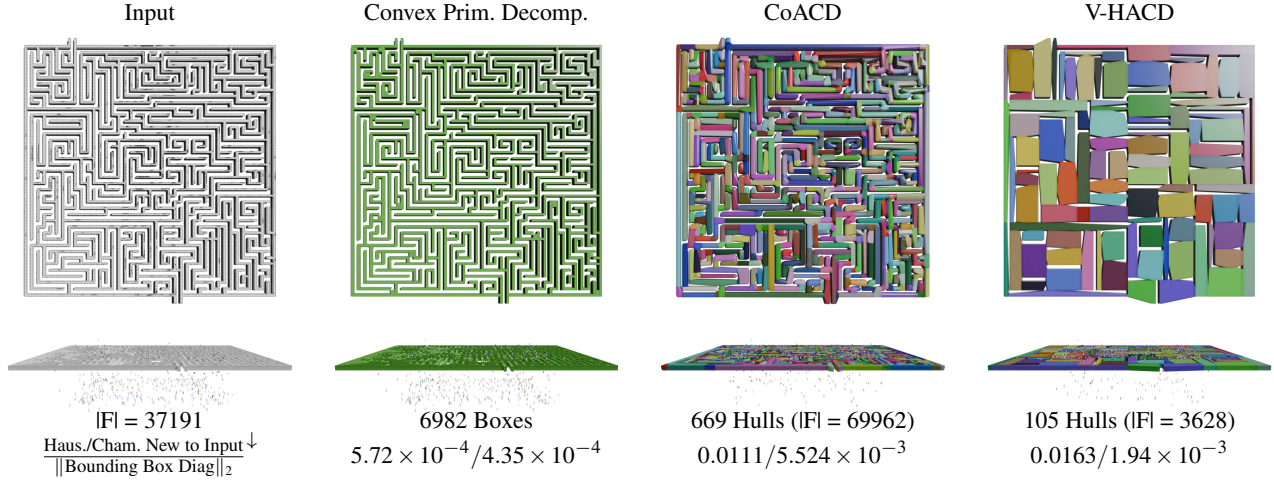 Input Convex Prim. Decomp. CoACD V-HACD
|F| = 37191 6982 Boxes 669 Hulls (|F| = 69962) 105 Hulls (|F| = 3628)
Haus./Cham. New to Input ↓
‖Bounding Box Diag‖₂
5.72 × 10⁻⁴/4.35 × 10⁻⁴ 0.0111/5.524 × 10⁻³ 0.0163/1.94 × 10⁻³